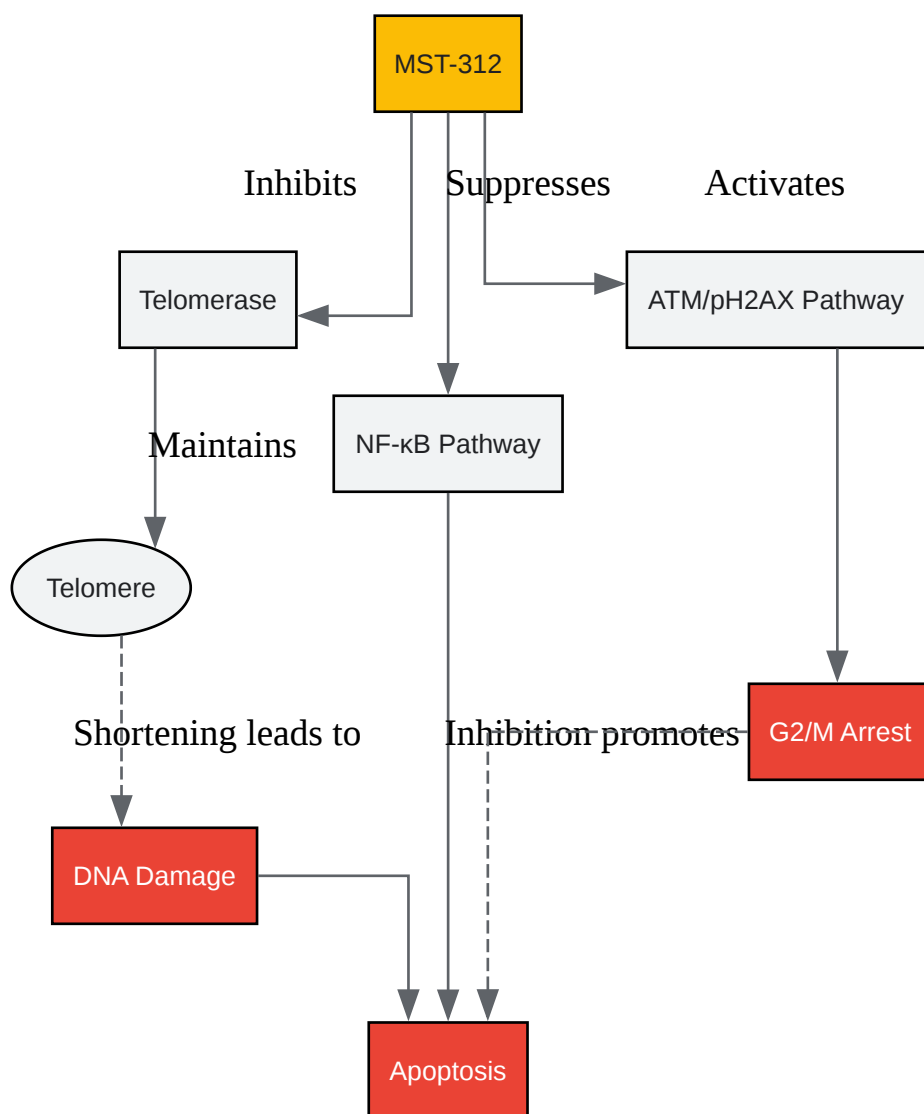 MST-312
Inhibits
Suppresses
Activates
Telomerase
ATM/pH2AX Pathway
Maintains
NF-κB Pathway
Telomere
Shortening leads to
Inhibition promotes
G2/M Arrest
DNA Damage
Apoptosis